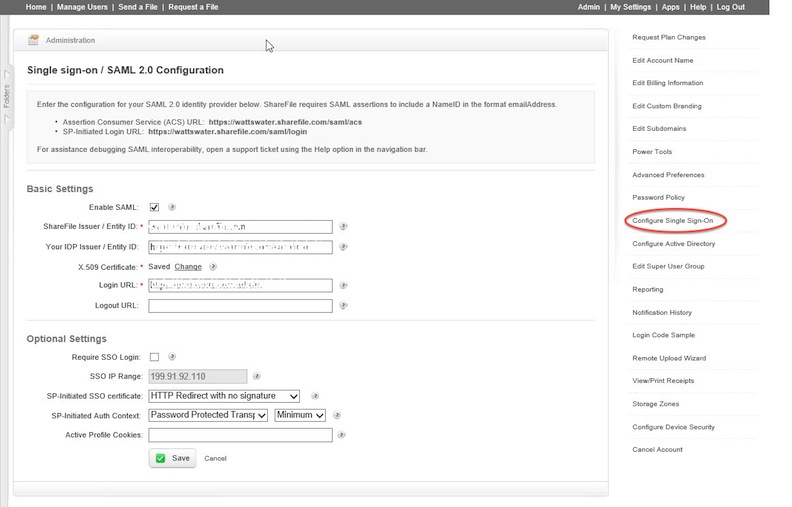 Home | Manage Users | Send a File | Request a File
Admin | My Settings | Apps | Help | Log Out
Folders
Administration
Single sign-on / SAML 2.0 Configuration
Enter the configuration for your SAML 2.0 identity provider below. ShareFile requires SAML assertions to include a NameID in the format emailAddress.
• Assertion Consumer Service (ACS) URL: https://wattswater.sharefile.com/saml/acs
• SP-Initiated Login URL: https://wattswater.sharefile.com/saml/login
For assistance debugging SAML interoperability, open a support ticket using the Help option in the navigation bar.
Basic Settings
Enable SAML: ?
ShareFile Issuer / Entity ID: * ?
Your IDP Issuer / Entity ID: ?
X.509 Certificate: * Saved Change ?
Login URL: * ?
Logout URL: ?
Optional Settings
Require SSO Login: ?
SSO IP Range: 199.91.92.110 ?
SP-Initiated SSO certificate: HTTP Redirect with no signature ?
SP-Initiated Auth Context: Password Protected Transp Minimum ?
Active Profile Cookies: ?
Save Cancel
Request Plan Changes
Edit Account Name
Edit Billing Information
Edit Custom Branding
Edit Subdomains
Power Tools
Advanced Preferences
Password Policy
Configure Single Sign-On
Configure Active Directory
Edit Super User Group
Reporting
Notification History
Login Code Sample
Remote Upload Wizard
View/Print Receipts
Storage Zones
Configure Device Security
Cancel Account